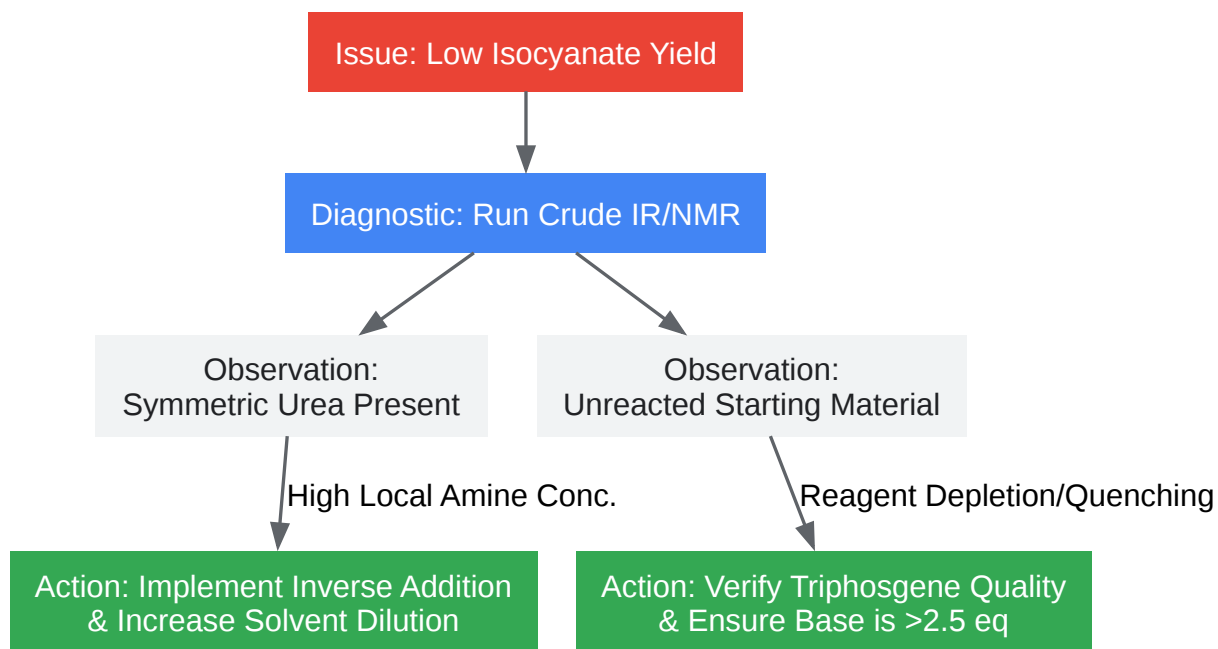 Issue: Low Isocyanate Yield
Diagnostic: Run Crude IR/NMR
Observation:
Symmetric Urea Present
Observation:
Unreacted Starting Material
High Local Amine Conc.
Reagent Depletion/Quenching
Action: Implement Inverse Addition
& Increase Solvent Dilution
Action: Verify Triphosgene Quality
& Ensure Base is >2.5 eq